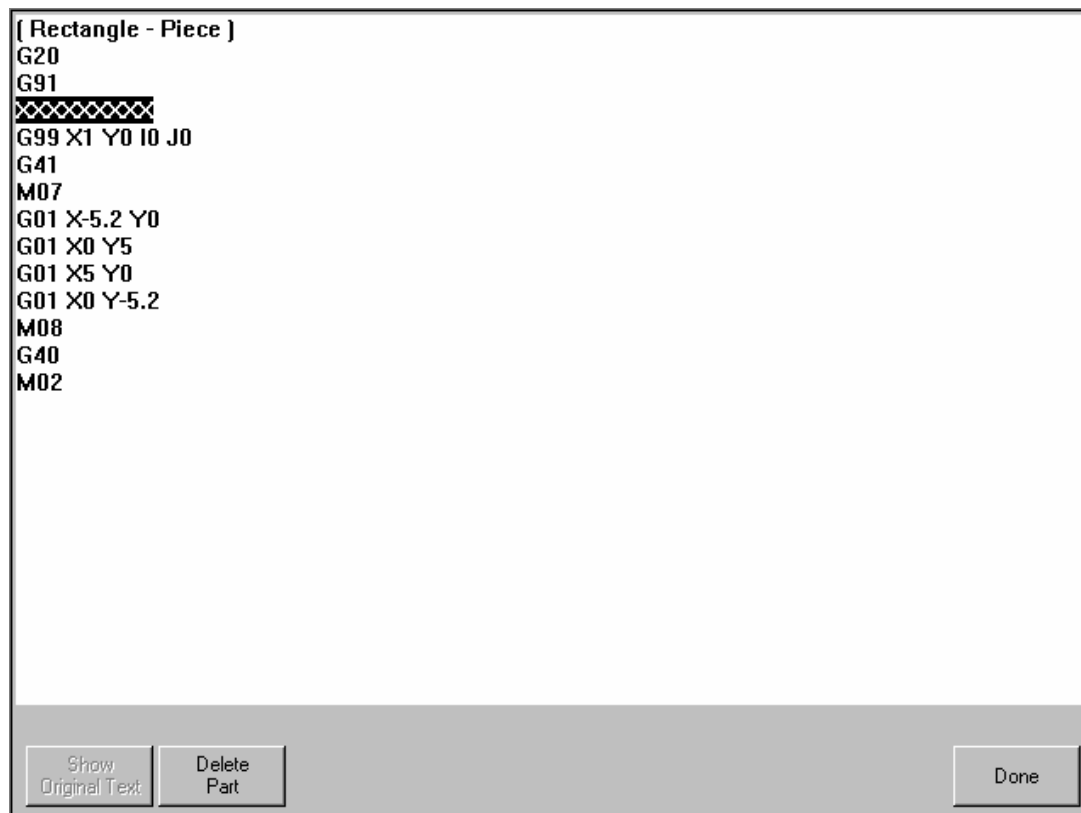 ( Rectangle - Piece )
G20
G91
XXXXXXXXXX
G99 X1 Y0 I0 J0
G41
M07
G01 X-5.2 Y0
G01 X0 Y5
G01 X5 Y0
G01 X0 Y-5.2
M08
G40
M02
Show
Original Text
Delete
Part
Done